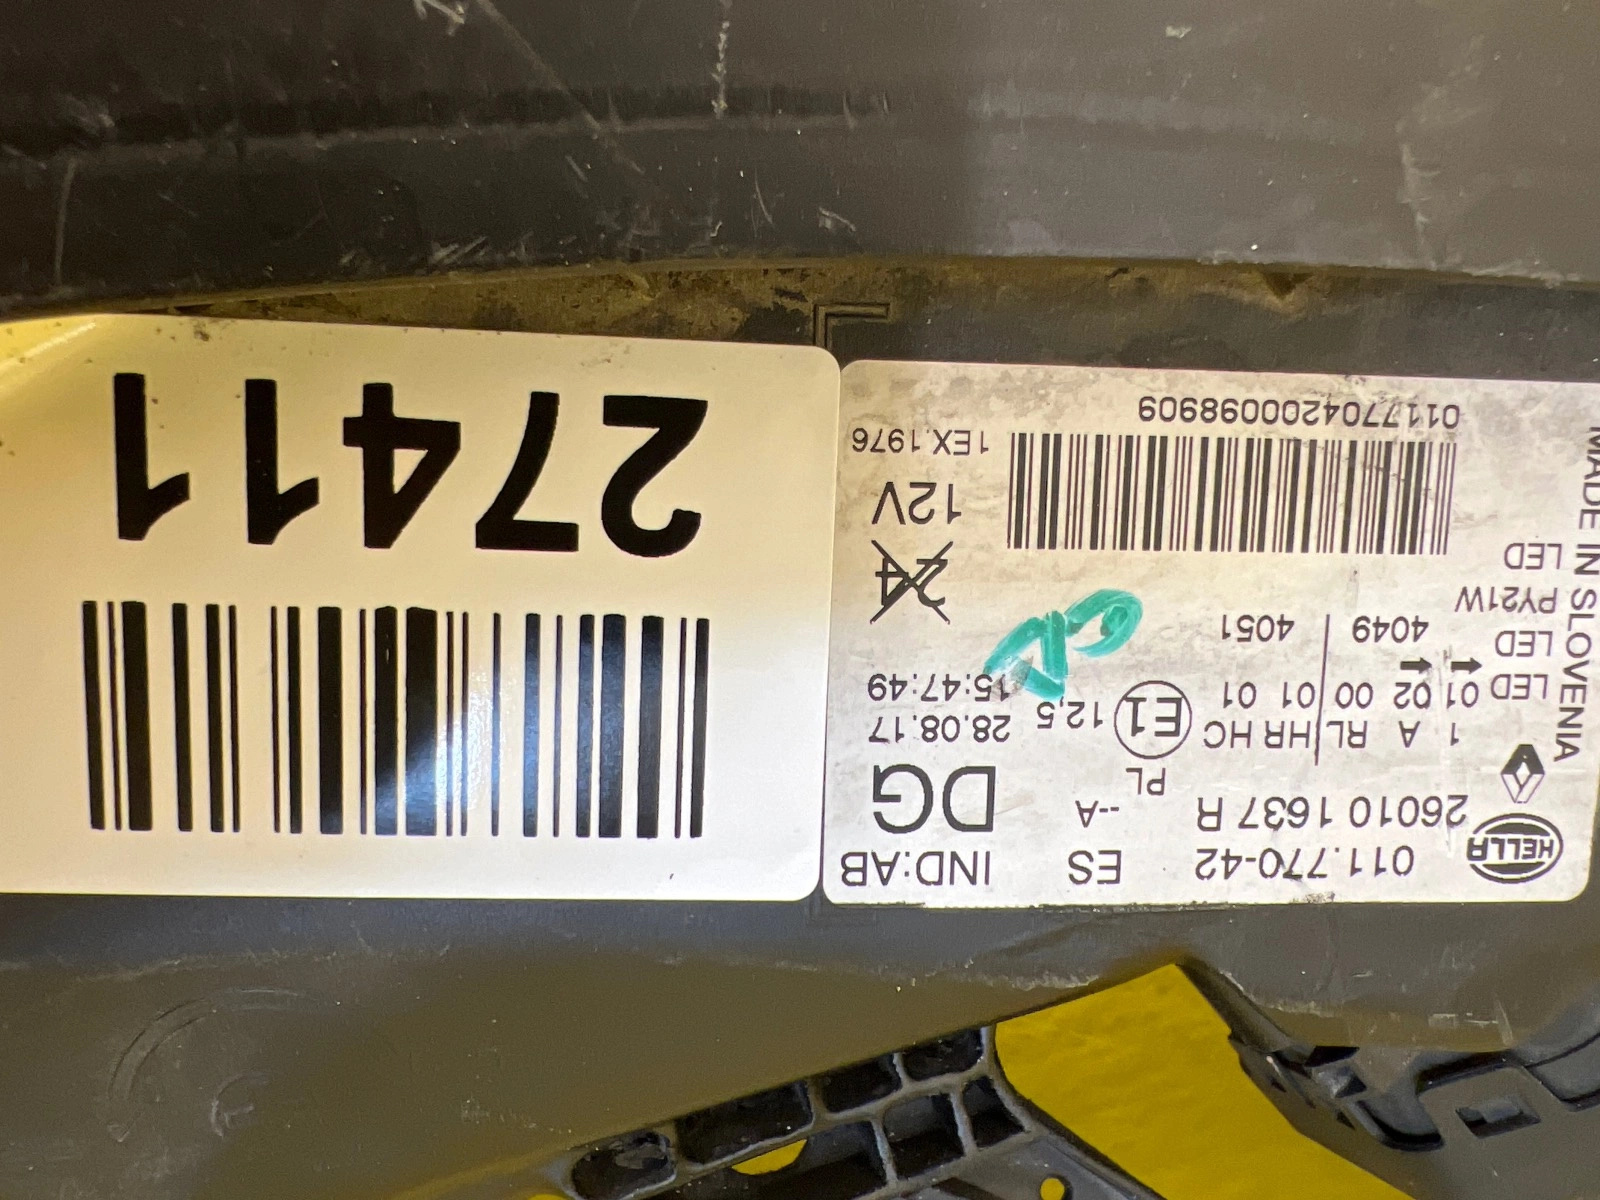 HELLA
011.770-42
ES
IND:AB
26010 1637 R
--A
DG
PL
1 A RL HR HC
E1
12,5
28.08.17
01 02 00 01 01
15:47:49
4049 4051
LED
LED
PY21W
LED
24
12V
1EX.1976
011770420009890​9
MADE IN SLOVENIA
27411